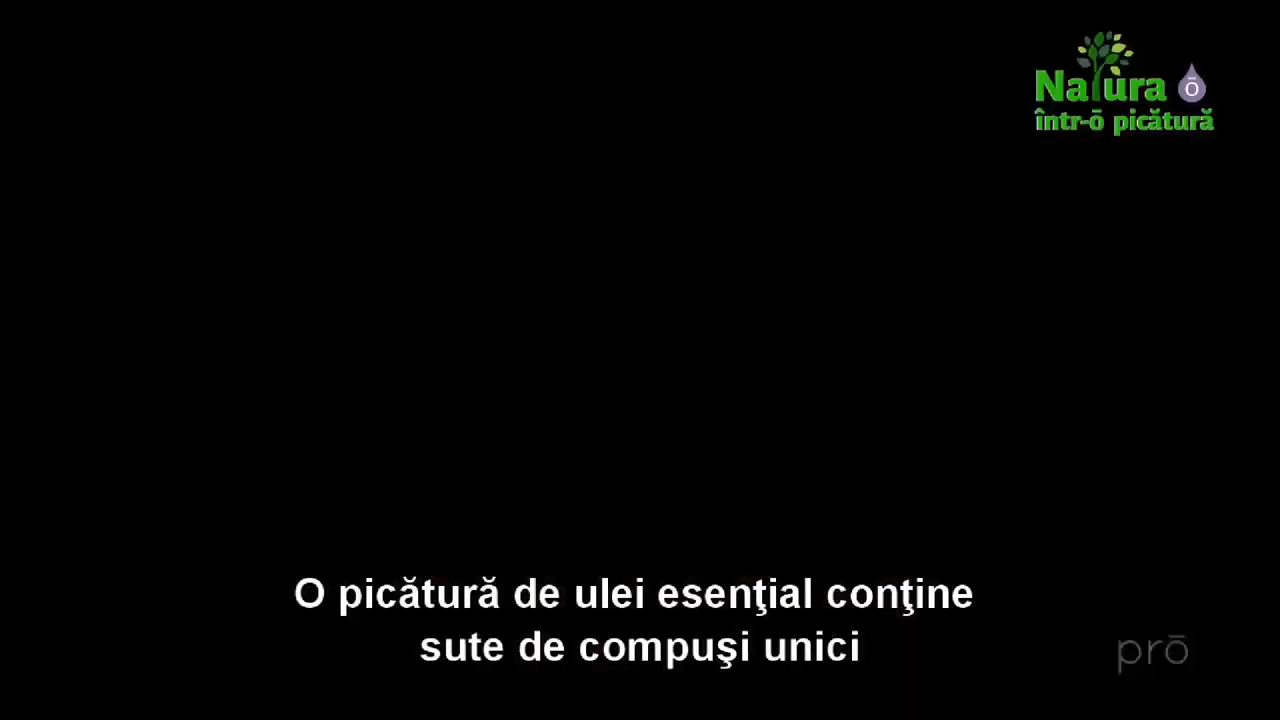 Natura ō
într-ō picătură
O picătură de ulei esenţial conţine
sute de compuşi unici
prō